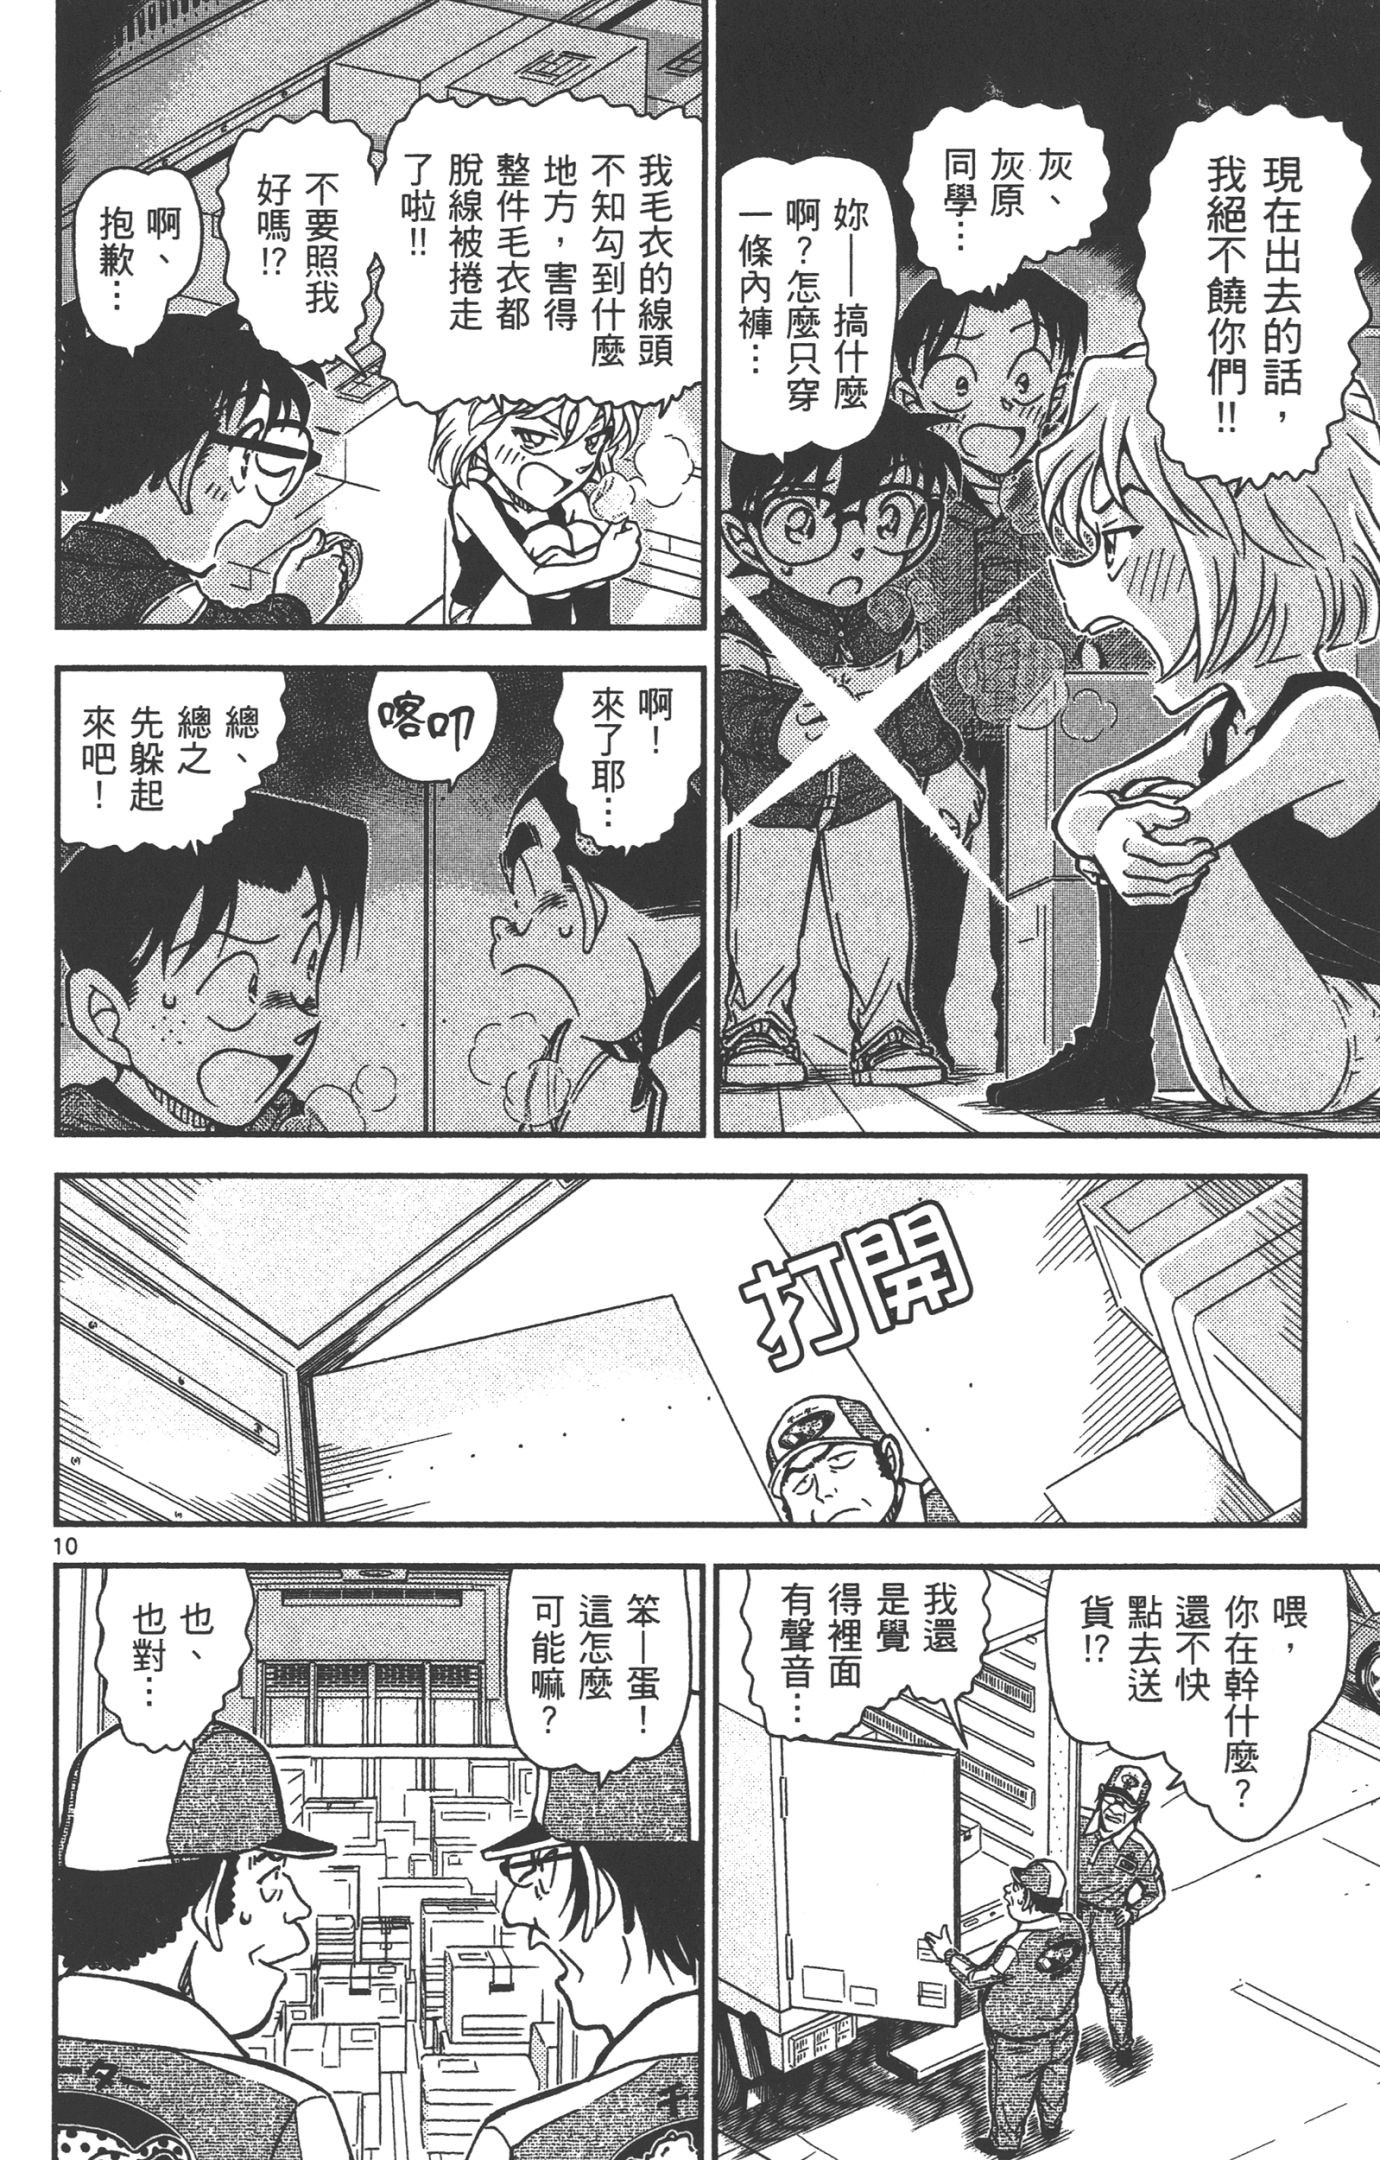 現在出去的話，
我絕不饒你們!!
灰、
灰原
同學…
妳——搞什麼
啊？怎麼只穿
一條內褲…
我毛衣的線頭
不知勾到什麼
地方，害得
整件毛衣都
脫線被捲走
了啦!!
不要照我
好嗎!?
啊、
抱歉…
啊！
來了耶…
喀叩
總、
總之
先躲起
來吧！
打開
10
喂，
你在幹什麼？
還不快
點去送
貨!?
我還
是覺
得裡面
有聲音…
笨—蛋！
這怎麼
可能嘛？
也、
也對…
ーター
チ